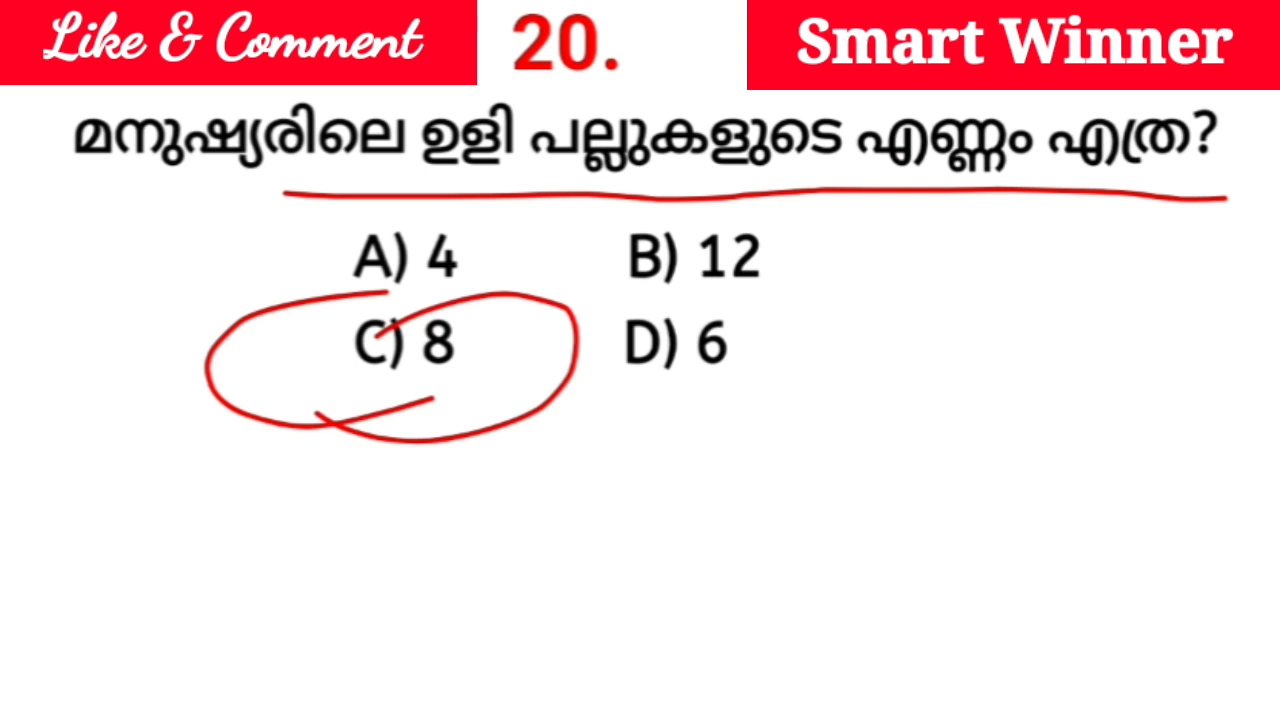 Like & Comment 20. Smart Winner
മനുഷ്യരിലെ ഉളി പല്ലുകളുടെ എണ്ണം എത്ര?
A) 4 B) 12
C) 8 D) 6